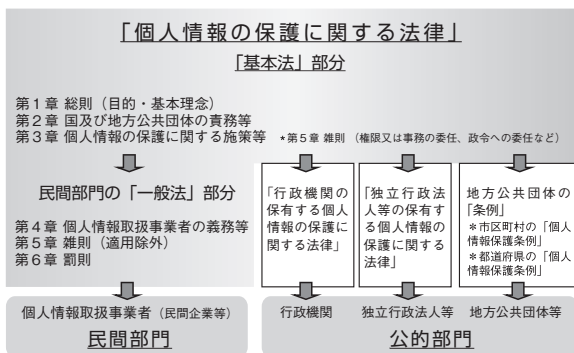 「個人情報の保護に関する法律」
「基本法」部分
第1章 総則（目的・基本理念）
第2章 国及び地方公共団体の責務等
第3章 個人情報の保護に関する施策等 *第5章 雑則（権限又は事務の委任、政令への委任など）
民間部門の「一般法」部分
第4章 個人情報取扱事業者の義務等
第5章 雑則（適用除外）
第6章 罰則
「行政機関の
保有する個人
情報の保護に
関する法律」
「独立行政法
人等の保有す
る個人情報の
保護に関する
法律」
地方公共団体の
「条例」
＊市区町村の「個人
情報保護条例」
＊都道府県の「個人
情報保護条例」
個人情報取扱事業者（民間企業等）
民間部門
行政機関 独立行政法人等 地方公共団体等
公的部門